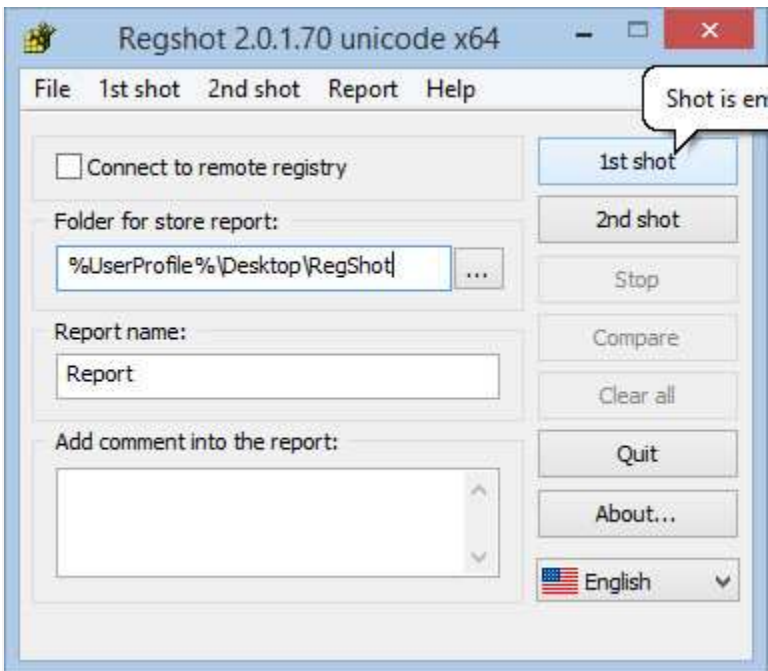 Regshot 2.0.1.70 unicode x64
File 1st shot 2nd shot Report Help
Shot is
Connect to remote registry
1st shot
Folder for store report:
2nd shot
%UserProfile%\Desktop\RegShot
...
Stop
Report name:
Compare
Report
Clear all
Add comment into the report:
Quit
About...
English